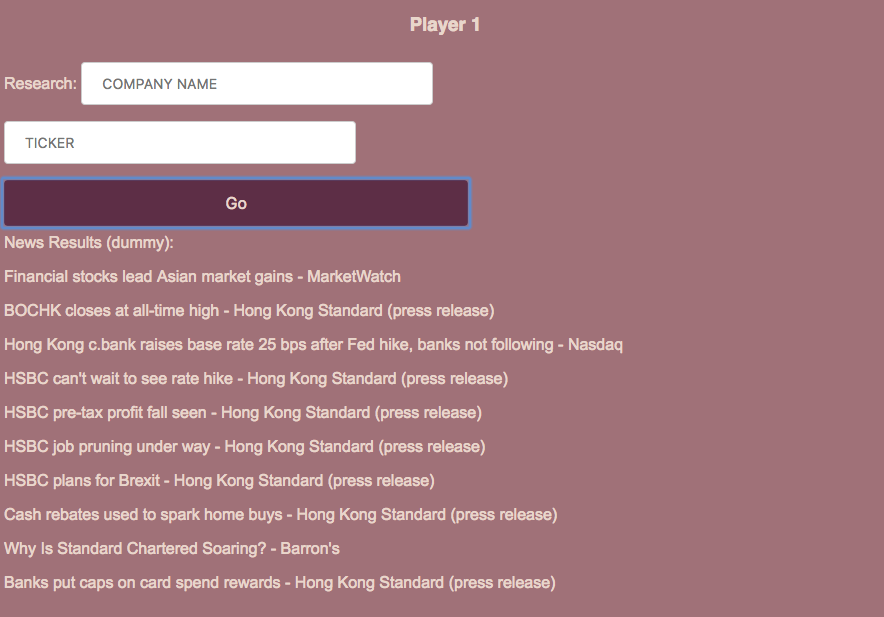 Player 1
Research: COMPANY NAME
TICKER
Go
News Results (dummy):
Financial stocks lead Asian market gains - MarketWatch
BOCHK closes at all-time high - Hong Kong Standard (press release)
Hong Kong c.bank raises base rate 25 bps after Fed hike, banks not following - Nasdaq
HSBC can't wait to see rate hike - Hong Kong Standard (press release)
HSBC pre-tax profit fall seen - Hong Kong Standard (press release)
HSBC job pruning under way - Hong Kong Standard (press release)
HSBC plans for Brexit - Hong Kong Standard (press release)
Cash rebates used to spark home buys - Hong Kong Standard (press release)
Why Is Standard Chartered Soaring? - Barron's
Banks put caps on card spend rewards - Hong Kong Standard (press release)